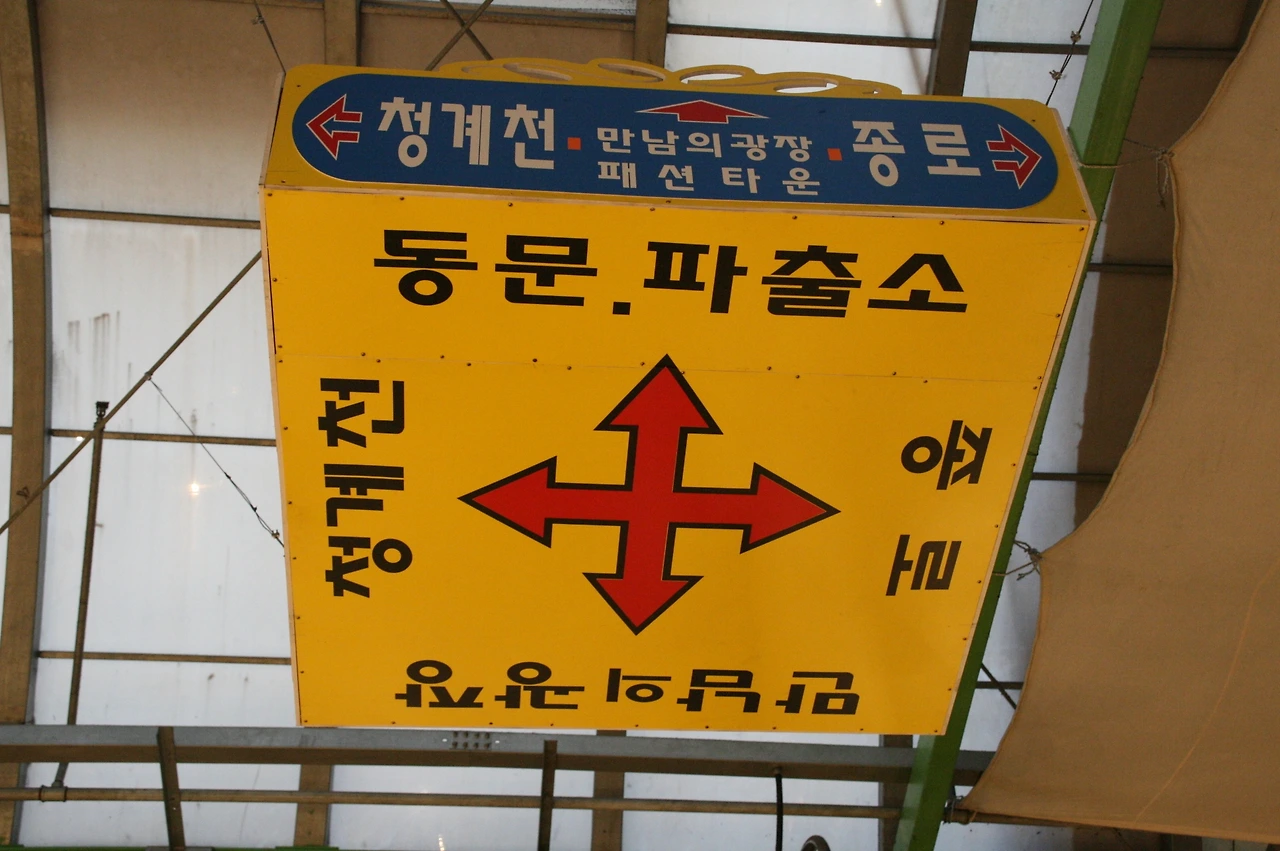 청계천 · 만남의광장 · 종로
패션타운
동문.파출소
청계천
종로
만남의광장